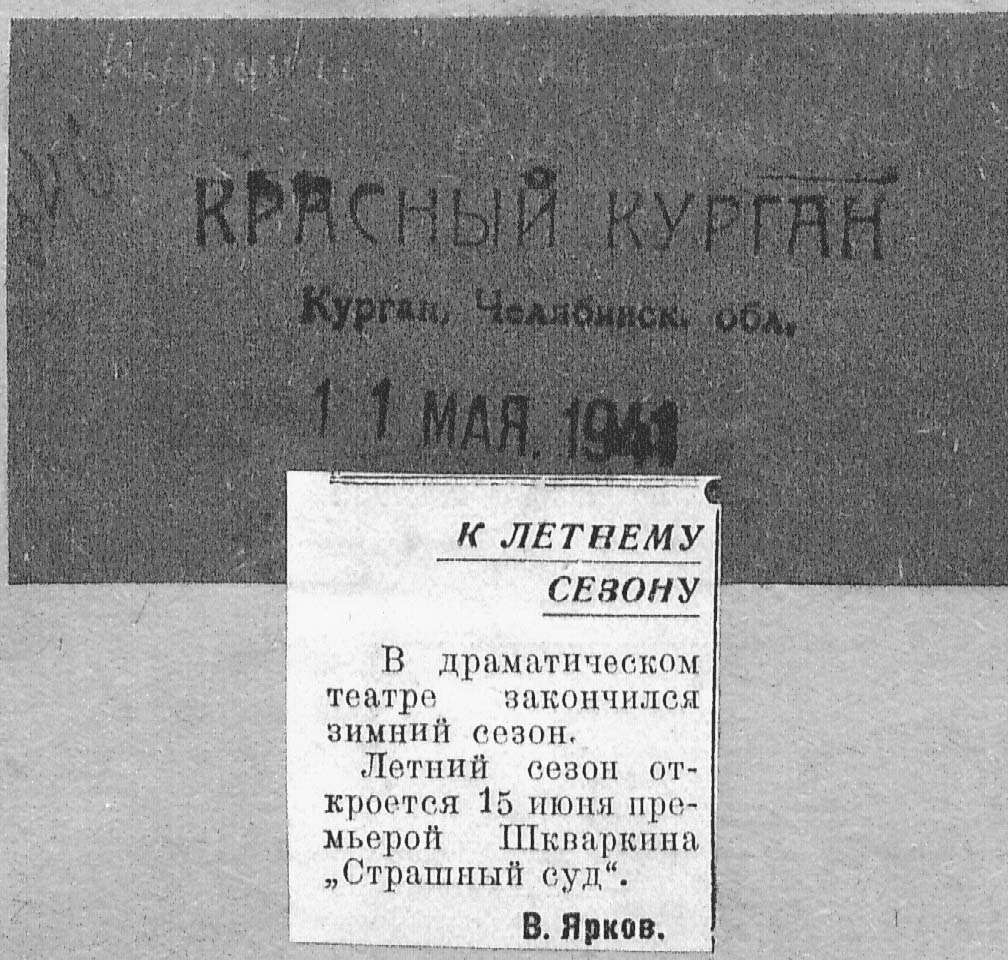 КРАСНЫЙ КУРГАН
Курган, Челябинск. обл.
11 МАЯ. 1941
К ЛЕТНЕМУ
СЕЗОНУ
В драматическом
театре закончился
зимний сезон.
Летний сезон от-
кроется 15 июня пре-
мьерой Шкваркина
„Страшный суд“.
В. Ярков.